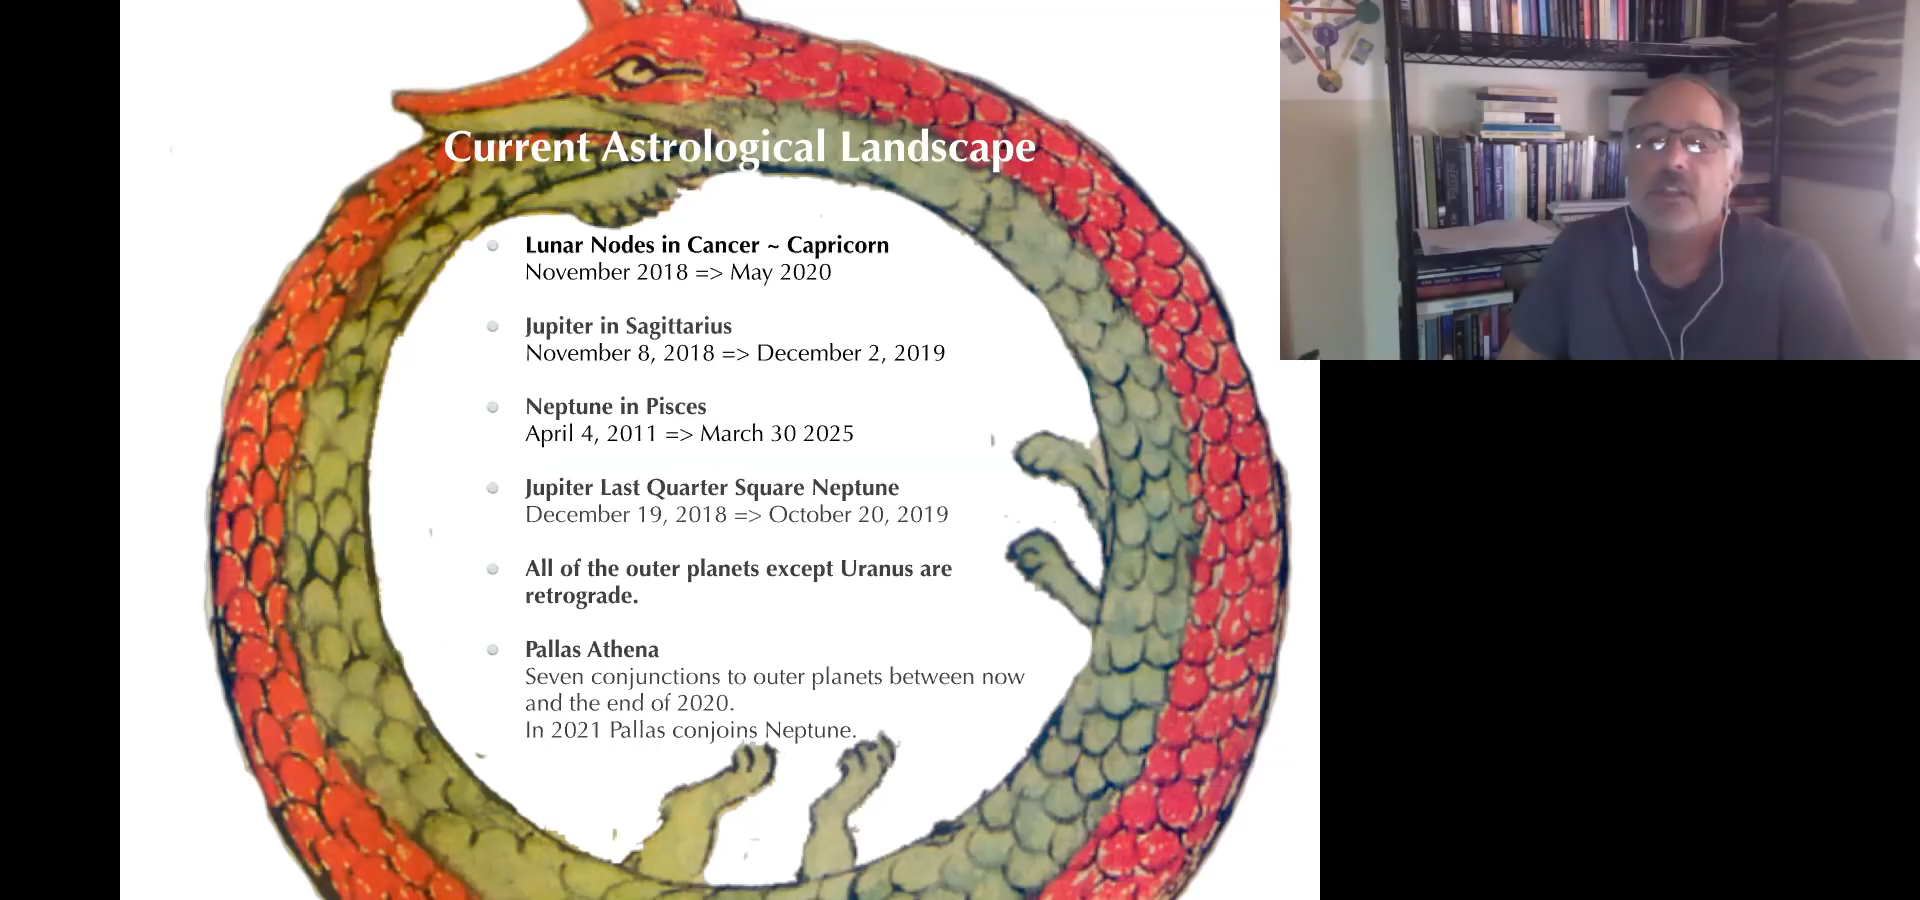 Current Astrological Landscape
Lunar Nodes in Cancer ~ Capricorn
November 2018 => May 2020
Jupiter in Sagittarius
November 8, 2018 => December 2, 2019
Neptune in Pisces
April 4, 2011 => March 30 2025
Jupiter Last Quarter Square Neptune
December 19, 2018 => October 20, 2019
All of the outer planets except Uranus are
retrograde.
Pallas Athena
Seven conjunctions to outer planets between now
and the end of 2020.
In 2021 Pallas conjoins Neptune.